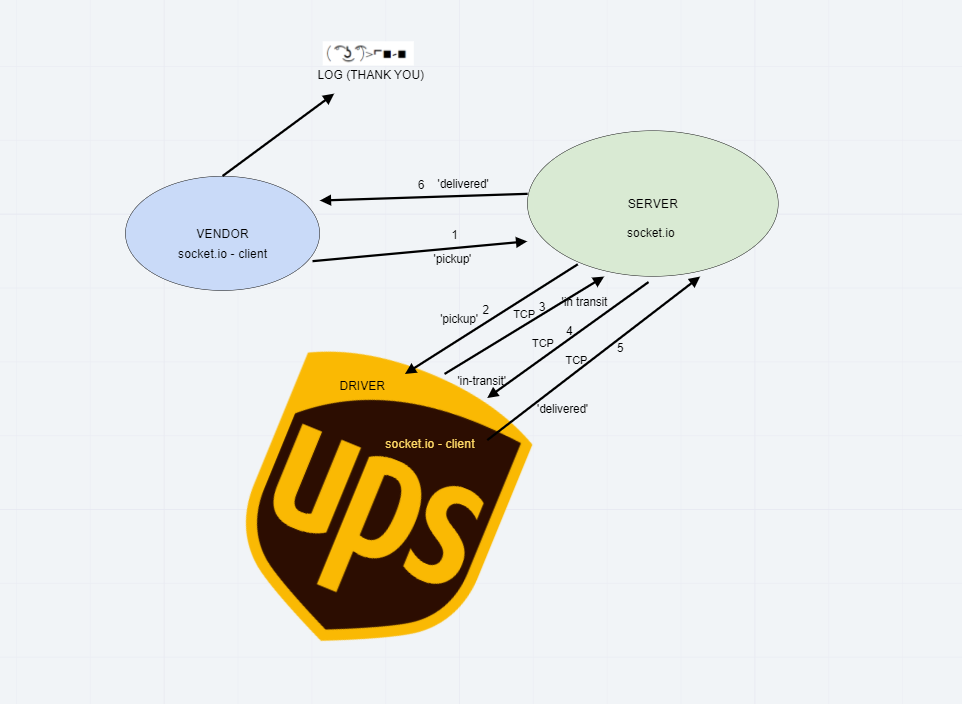 ( ͡° ͜ʖ ͡°)>⌐■-■
LOG (THANK YOU)
6 'delivered'
SERVER
socket.io
VENDOR
socket.io - client
1
'pickup'
2
'pickup'
TCP
3
'in transit
4
TCP
5
TCP
'in-transit'
'delivered'
DRIVER
socket.io - client
ups